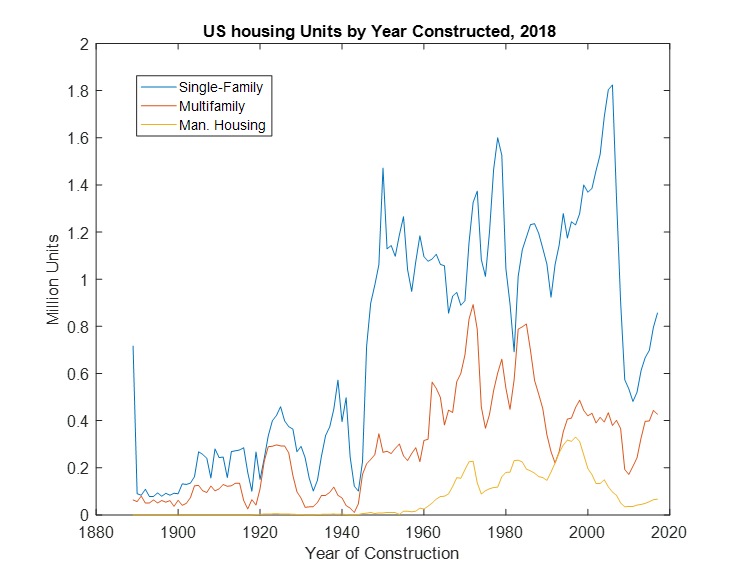 US housing Units by Year Constructed, 2018
2
1.8
1.6
1.4
1.2
1
0.8
0.6
0.4
0.2
0
Million Units
Single-Family
Multifamily
Man. Housing
1880 1900 1920 1940 1960 1980 2000 2020
Year of Construction